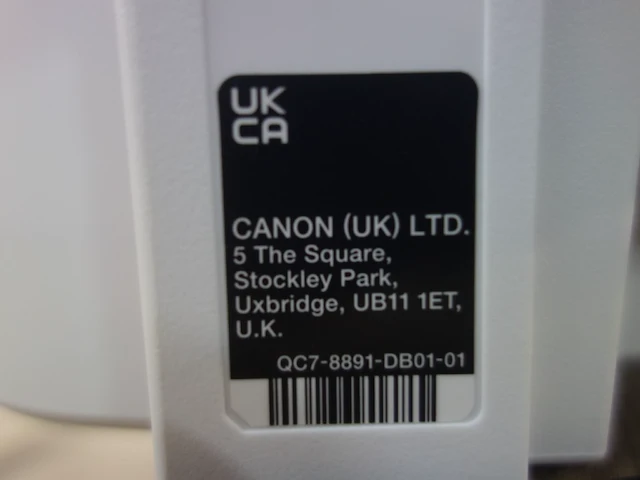 UK
CA
CANON (UK) LTD.
5 The Square,
Stockley Park,
Uxbridge, UB11 1ET,
U.K.
QC7-8891-DB01-01